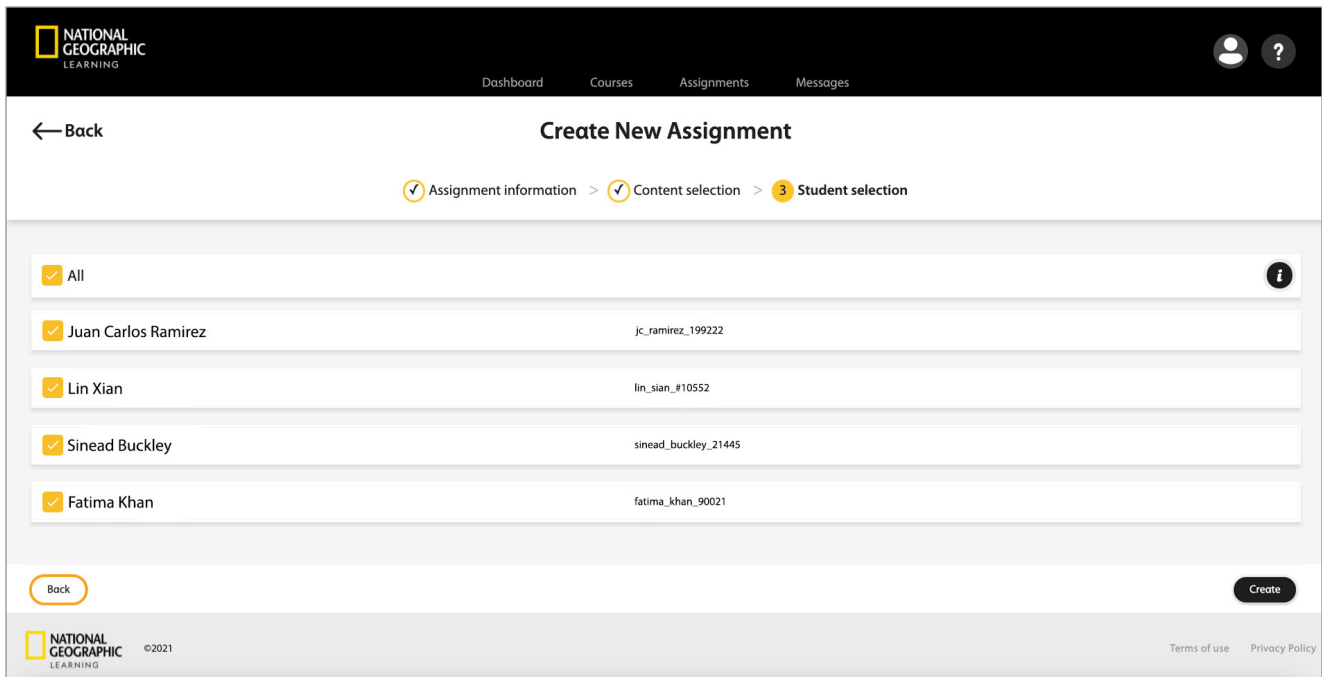 NATIONAL
GEOGRAPHIC
LEARNING
?
Dashboard Courses Assignments Messages
Back
Create New Assignment
✓ Assignment information > ✓ Content selection > 3 Student selection
All
i
Juan Carlos Ramirez jc_ramirez_199222
Lin Xian lin_sian_#10552
Sinead Buckley sinead_buckley_21445
Fatima Khan fatima_khan_90021
Back Create
NATIONAL
GEOGRAPHIC
LEARNING
©2021
Terms of use Privacy Policy